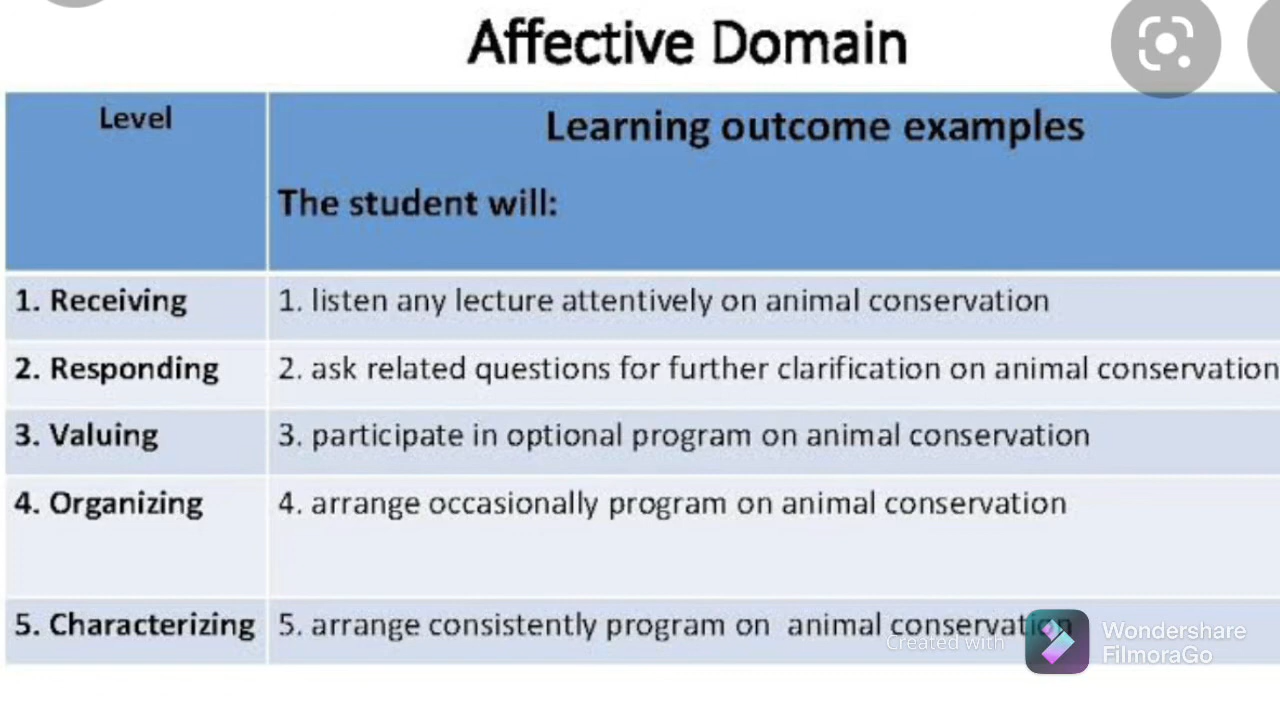 Affective Domain
Level
Learning outcome examples
The student will:
1. Receiving
1. listen any lecture attentively on animal conservation
2. Responding
2. ask related questions for further clarification on animal conservation
3. Valuing
3. participate in optional program on animal conservation
4. Organizing
4. arrange occasionally program on animal conservation
5. Characterizing
5. arrange consistently program on animal conservation
Created with
Wondershare
FilmoraGo